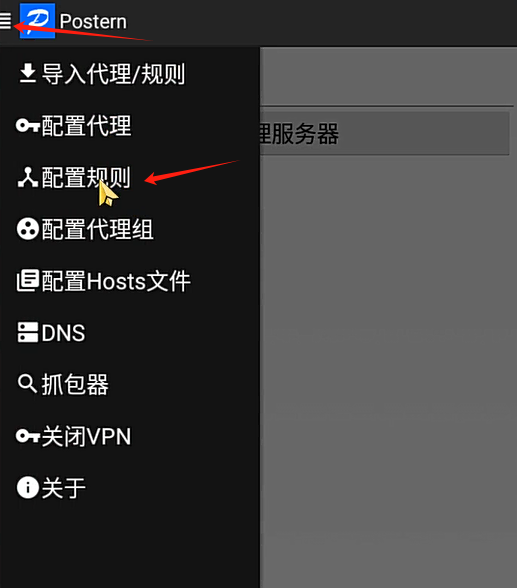 Postern
导入代理/规则
配置代理
理服务器
配置规则
配置代理组
配置Hosts文件
DNS
抓包器
关闭VPN
关于